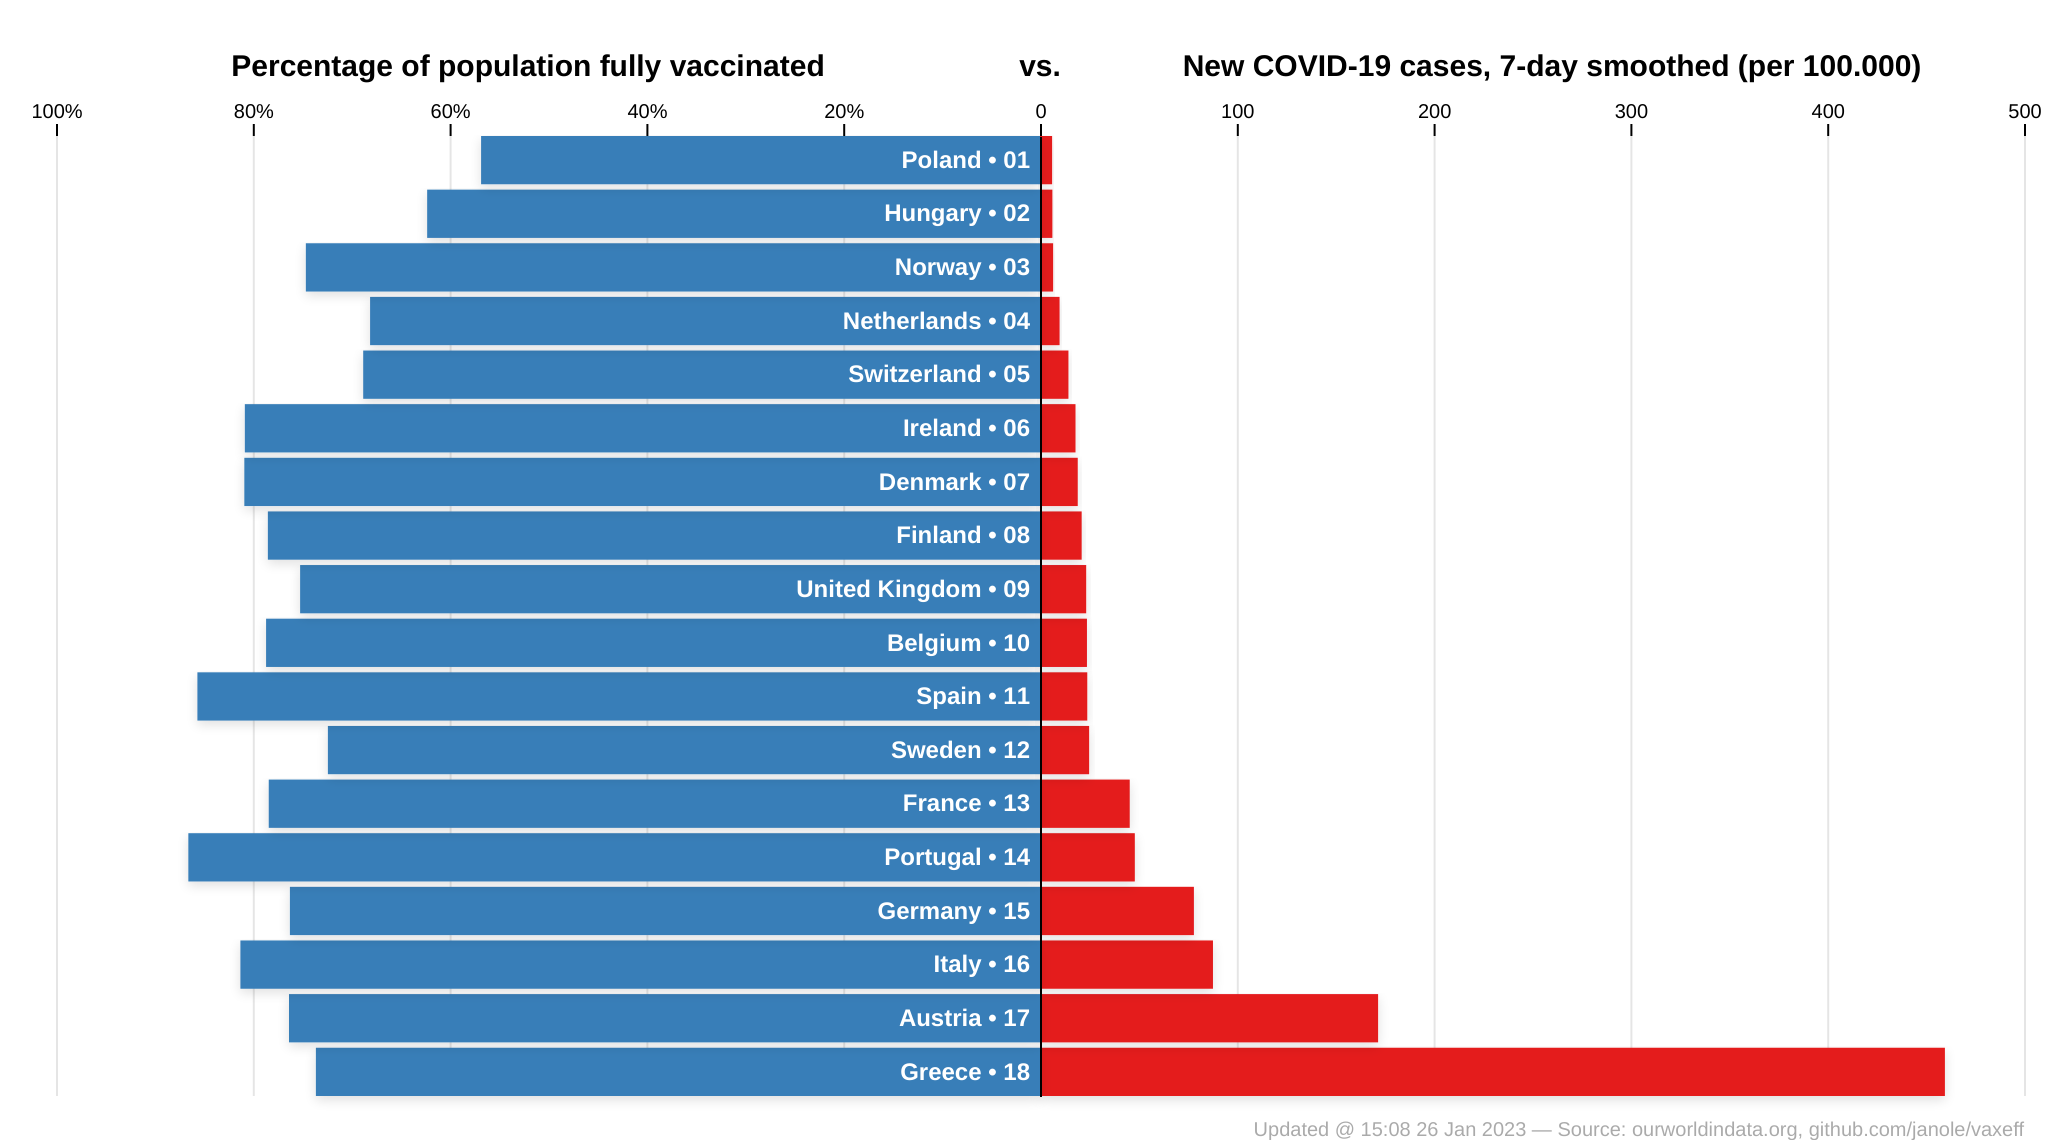 Percentage of population fully vaccinated vs. New COVID-19 cases, 7-day smoothed (per 100.000)
100% 80% 60% 40% 20% 0 100 200 300 400 500
Poland • 01
Hungary • 02
Norway • 03
Netherlands • 04
Switzerland • 05
Ireland • 06
Denmark • 07
Finland • 08
United Kingdom • 09
Belgium • 10
Spain • 11
Sweden • 12
France • 13
Portugal • 14
Germany • 15
Italy • 16
Austria • 17
Greece • 18
Updated @ 15:08 26 Jan 2023 — Source: ourworldindata.org, github.com/janole/vaxeff